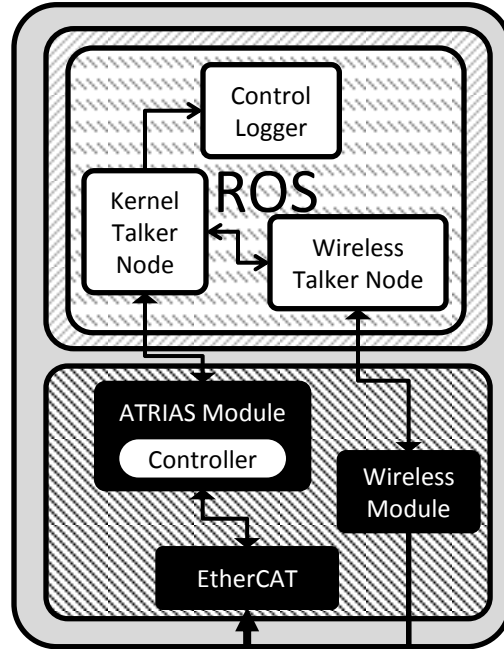 Control
Logger
ROS
Kernel
Talker
Node
Wireless
Talker Node
ATRIAS Module
Controller
Wireless
Module
EtherCAT